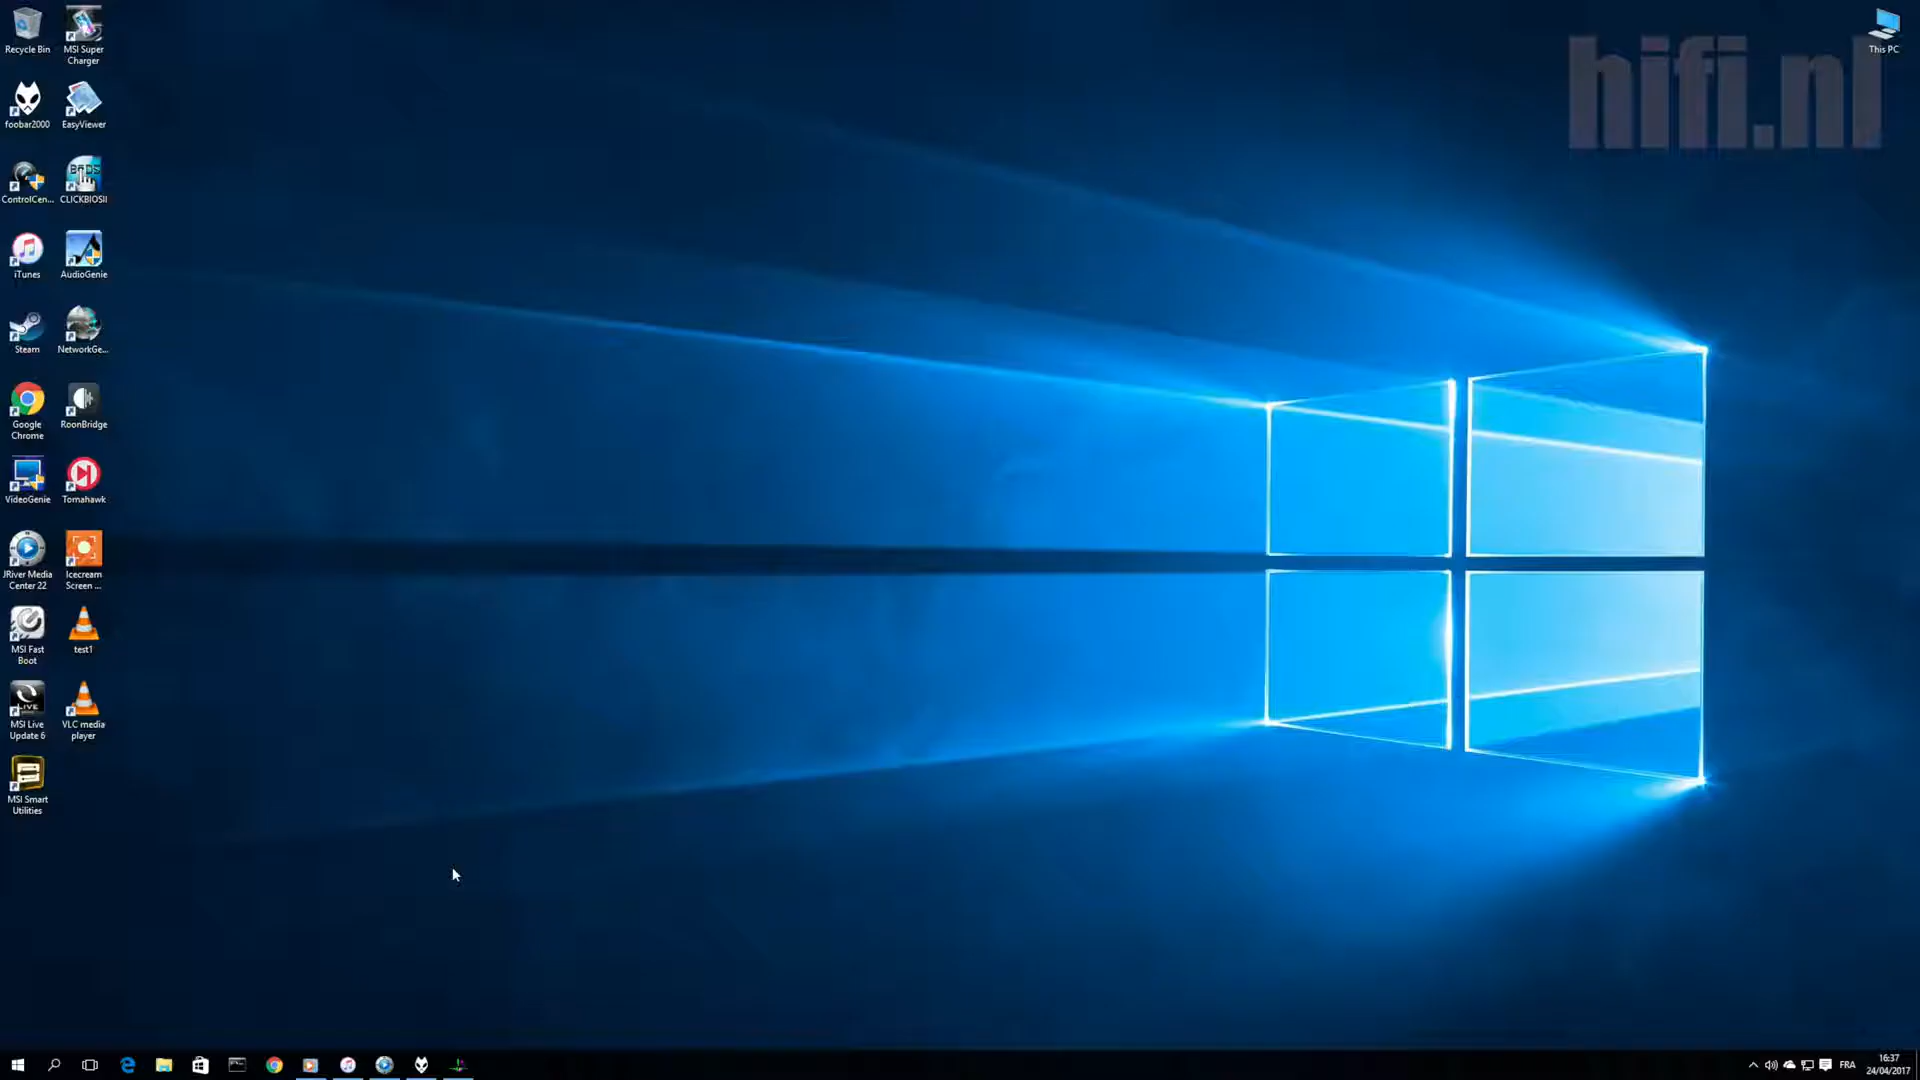 Recycle Bin
MSI Super
Charger
foobar2000
EasyViewer
ControlCen...
CLICKBIOSII
iTunes
AudioGenie
Steam
NetworkGe...
Google
Chrome
RoonBridge
VideoGenie
Tomahawk
JRiver Media
Center 22
Icecream
Screen ...
MSI Fast
Boot
test1
LIVE
MSI Live
Update 6
VLC media
player
MSI Smart
Utilities
This PC
hifi.nl
FRA
16:37
24/04/2017